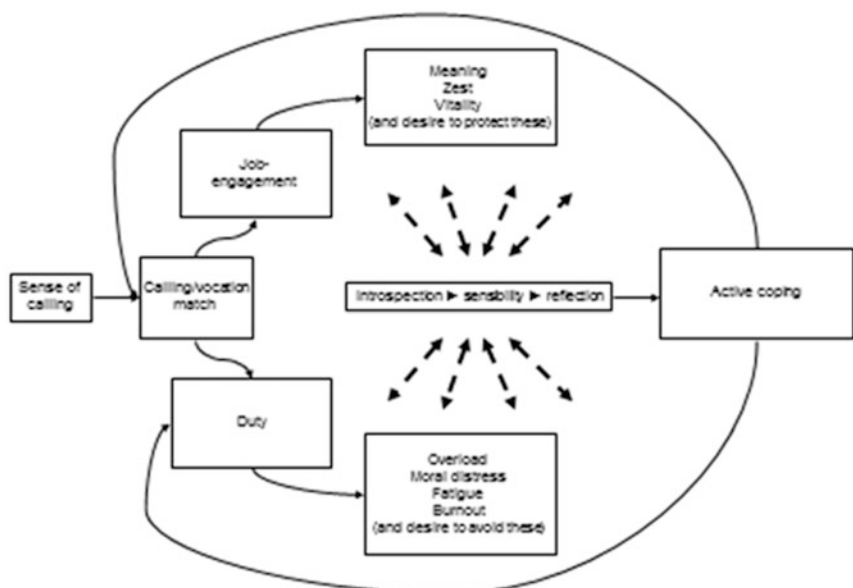 Meaning
Zest
Vitality
(and desire to protect these)
Job-
engagement
Sense of
calling
Calling/vocation
match
Introspection ► sensibility ► reflection
Active coping
Duty
Overload
Moral distress
Fatigue
Burnout
(and desire to avoid these)